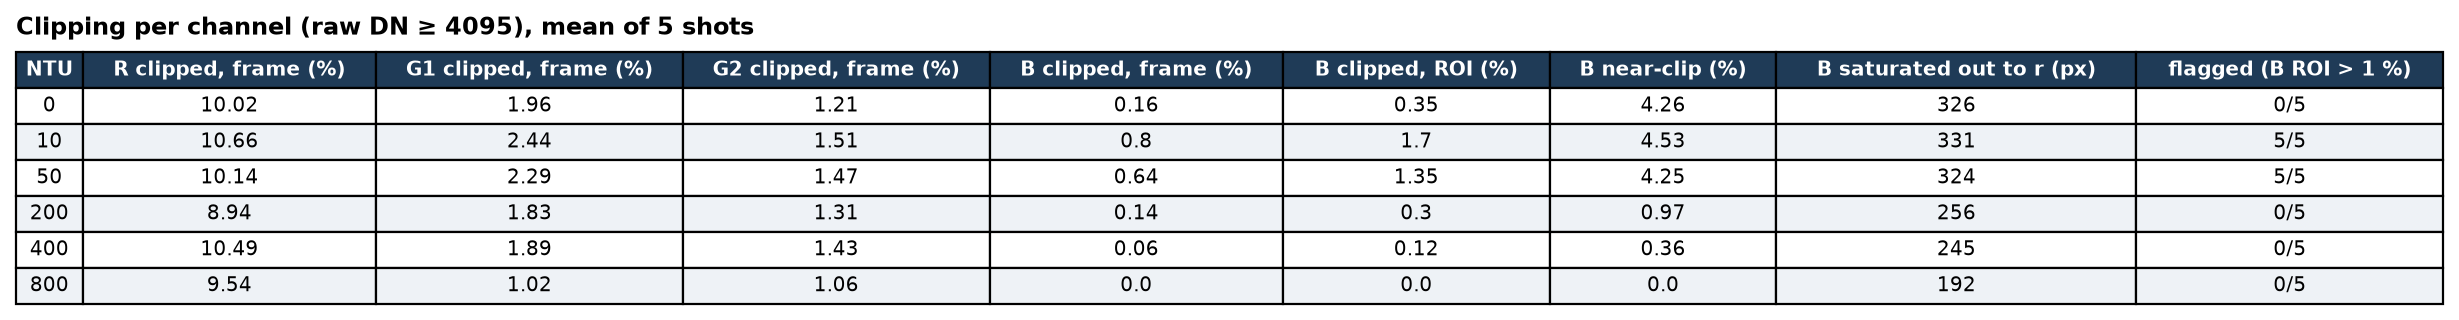 Clipping per channel (raw DN ≥ 4095), mean of 5 shots
NTU R clipped, frame (%) G1 clipped, frame (%) G2 clipped, frame (%) B clipped, frame (%) B clipped, ROI (%) B near-clip (%) B saturated out to r (px) flagged (B ROI > 1 %)
0 10.02 1.96 1.21 0.16 0.35 4.26 326 0/5
10 10.66 2.44 1.51 0.8 1.7 4.53 331 5/5
50 10.14 2.29 1.47 0.64 1.35 4.25 324 5/5
200 8.94 1.83 1.31 0.14 0.3 0.97 256 0/5
400 10.49 1.89 1.43 0.06 0.12 0.36 245 0/5
800 9.54 1.02 1.06 0.0 0.0 0.0 192 0/5